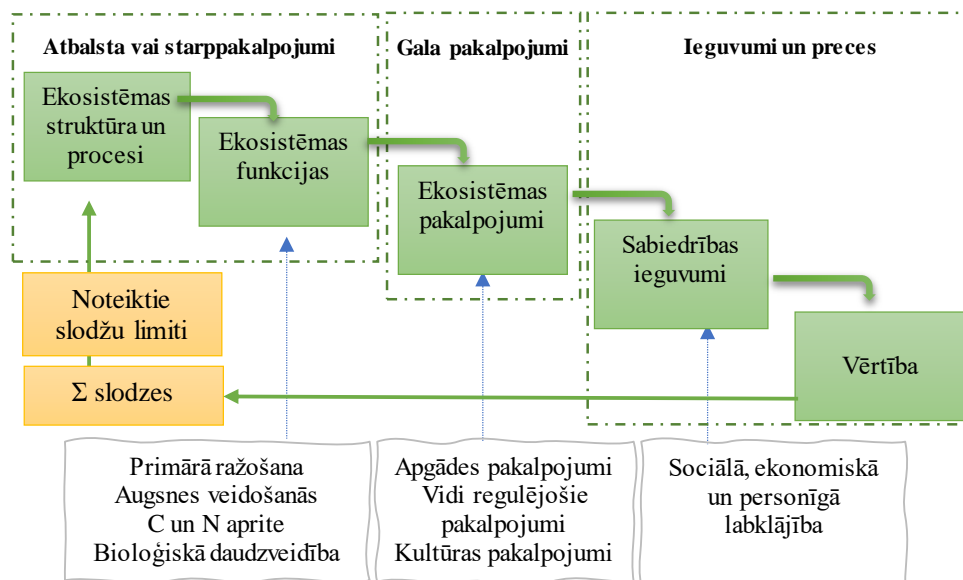 Atbalsta vai starppakalpojumi
Gala pakalpojumi
Ieguvumi un preces
Ekosistēmas
struktūra un
procesi
Ekosistēmas
funkcijas
Ekosistēmas
pakalpojumi
Sabiedrības
ieguvumi
Vērtība
Noteiktie
slodžu limiti
Σ slodzes
Primārā ražošana
Augsnes veidošanās
C un N aprite
Bioloģiskā daudzveidība
Apgādes pakalpojumi
Vidi regulējošie
pakalpojumi
Kultūras pakalpojumi
Sociālā, ekonomiskā
un personīgā
labklājība